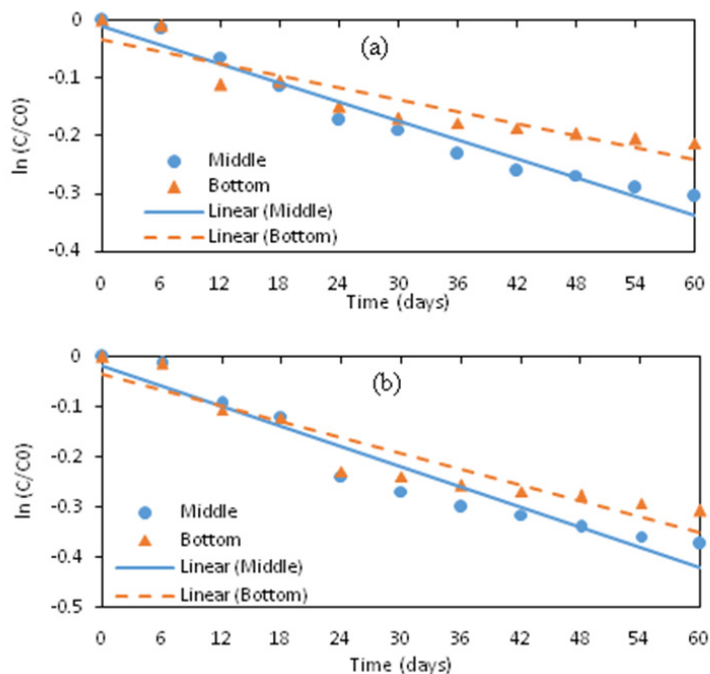 (a)
ln (C/C0)
0
-0.1
-0.2
-0.3
-0.4
Middle
Bottom
Linear (Middle)
Linear (Bottom)
0 6 12 18 24 30 36 42 48 54 60
Time (days)
(b)
ln (C/C0)
0
-0.1
-0.2
-0.3
-0.4
-0.5
Middle
Bottom
Linear (Middle)
Linear (Bottom)
0 6 12 18 24 30 36 42 48 54 60
Time (days)